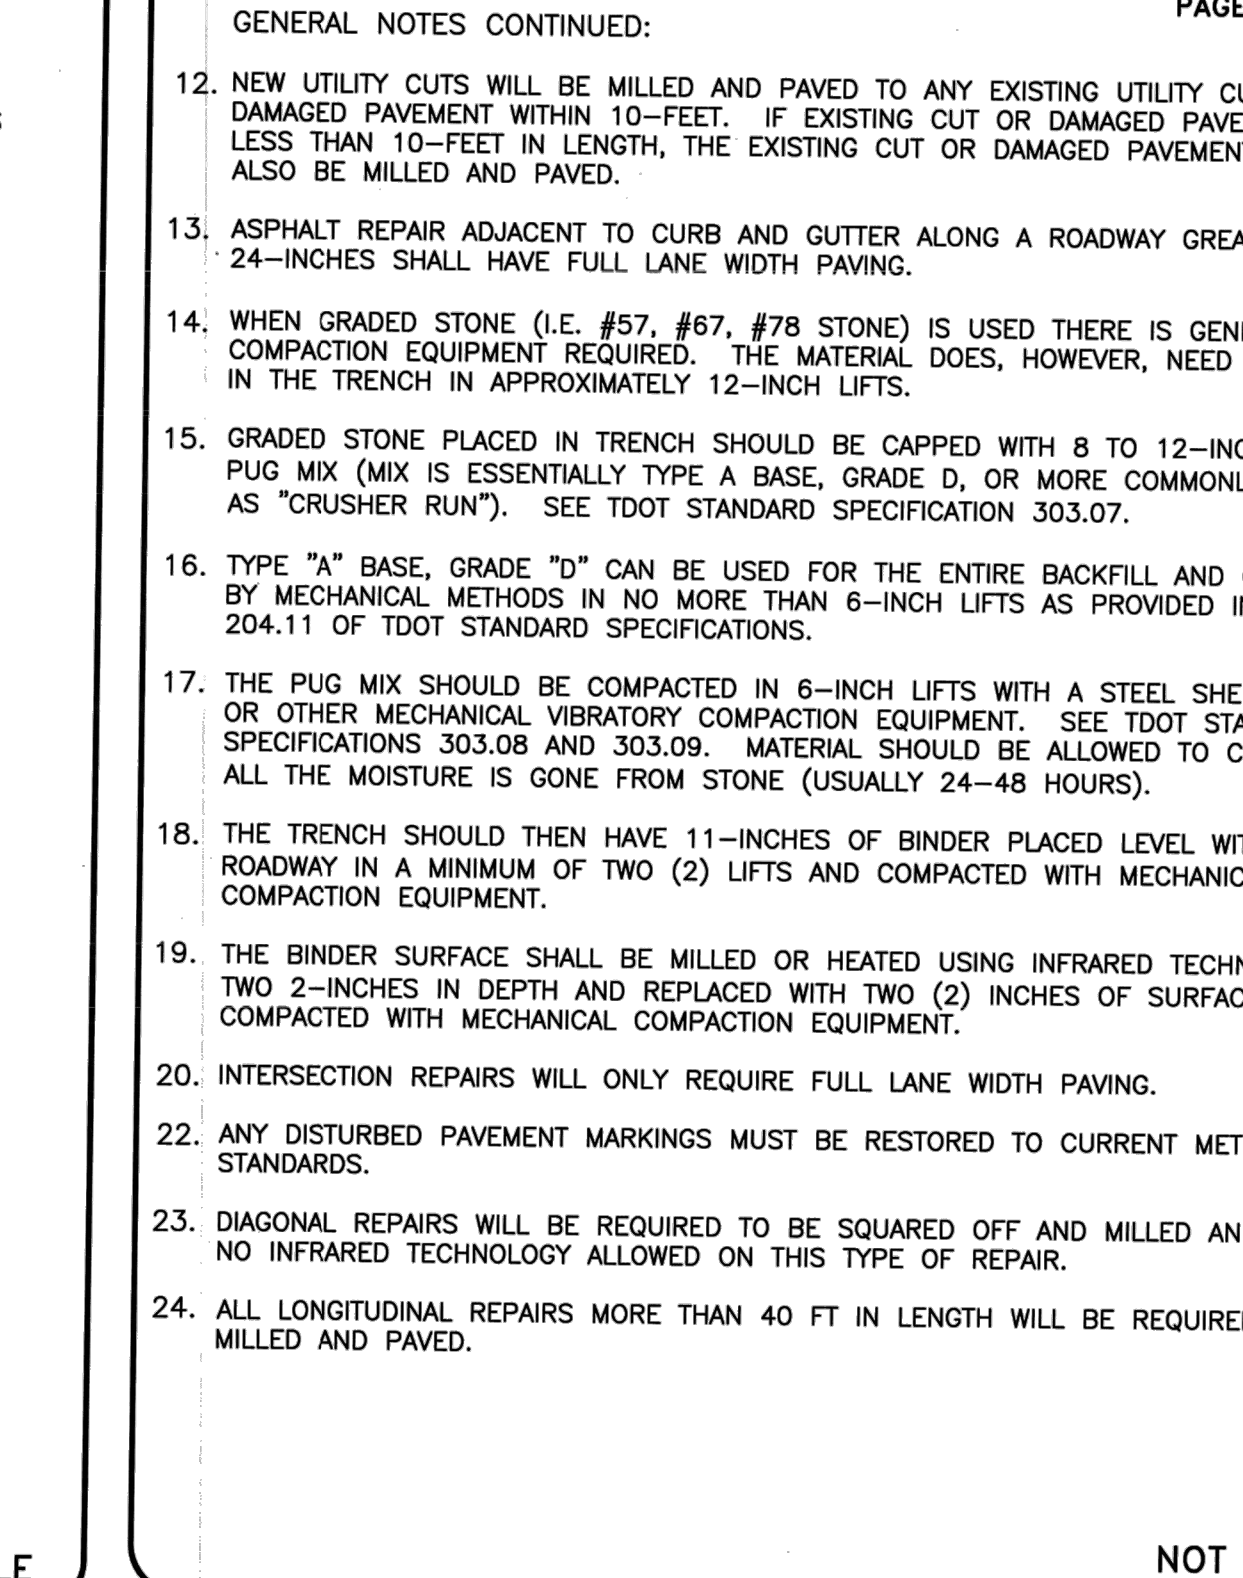 PAGE
GENERAL NOTES CONTINUED:
12. NEW UTILITY CUTS WILL BE MILLED AND PAVED TO ANY EXISTING UTILITY CU
DAMAGED PAVEMENT WITHIN 10-FEET. IF EXISTING CUT OR DAMAGED PAVE
LESS THAN 10-FEET IN LENGTH, THE EXISTING CUT OR DAMAGED PAVEMENT
ALSO BE MILLED AND PAVED.
13. ASPHALT REPAIR ADJACENT TO CURB AND GUTTER ALONG A ROADWAY GREA
24-INCHES SHALL HAVE FULL LANE WIDTH PAVING.
14. WHEN GRADED STONE (I.E. #57, #67, #78 STONE) IS USED THERE IS GEN
COMPACTION EQUIPMENT REQUIRED. THE MATERIAL DOES, HOWEVER, NEED
IN THE TRENCH IN APPROXIMATELY 12-INCH LIFTS.
15. GRADED STONE PLACED IN TRENCH SHOULD BE CAPPED WITH 8 TO 12-INC
PUG MIX (MIX IS ESSENTIALLY TYPE A BASE, GRADE D, OR MORE COMMONL
AS "CRUSHER RUN"). SEE TDOT STANDARD SPECIFICATION 303.07.
16. TYPE "A" BASE, GRADE "D" CAN BE USED FOR THE ENTIRE BACKFILL AND
BY MECHANICAL METHODS IN NO MORE THAN 6-INCH LIFTS AS PROVIDED IN
204.11 OF TDOT STANDARD SPECIFICATIONS.
17. THE PUG MIX SHOULD BE COMPACTED IN 6-INCH LIFTS WITH A STEEL SHE
OR OTHER MECHANICAL VIBRATORY COMPACTION EQUIPMENT. SEE TDOT STA
SPECIFICATIONS 303.08 AND 303.09. MATERIAL SHOULD BE ALLOWED TO C
ALL THE MOISTURE IS GONE FROM STONE (USUALLY 24-48 HOURS).
18. THE TRENCH SHOULD THEN HAVE 11-INCHES OF BINDER PLACED LEVEL WIT
ROADWAY IN A MINIMUM OF TWO (2) LIFTS AND COMPACTED WITH MECHANIC
COMPACTION EQUIPMENT.
19. THE BINDER SURFACE SHALL BE MILLED OR HEATED USING INFRARED TECHN
TWO 2-INCHES IN DEPTH AND REPLACED WITH TWO (2) INCHES OF SURFAC
COMPACTED WITH MECHANICAL COMPACTION EQUIPMENT.
20. INTERSECTION REPAIRS WILL ONLY REQUIRE FULL LANE WIDTH PAVING.
22. ANY DISTURBED PAVEMENT MARKINGS MUST BE RESTORED TO CURRENT MET
STANDARDS.
23. DIAGONAL REPAIRS WILL BE REQUIRED TO BE SQUARED OFF AND MILLED AN
NO INFRARED TECHNOLOGY ALLOWED ON THIS TYPE OF REPAIR.
24. ALL LONGITUDINAL REPAIRS MORE THAN 40 FT IN LENGTH WILL BE REQUIRE
MILLED AND PAVED.
NOT
LE